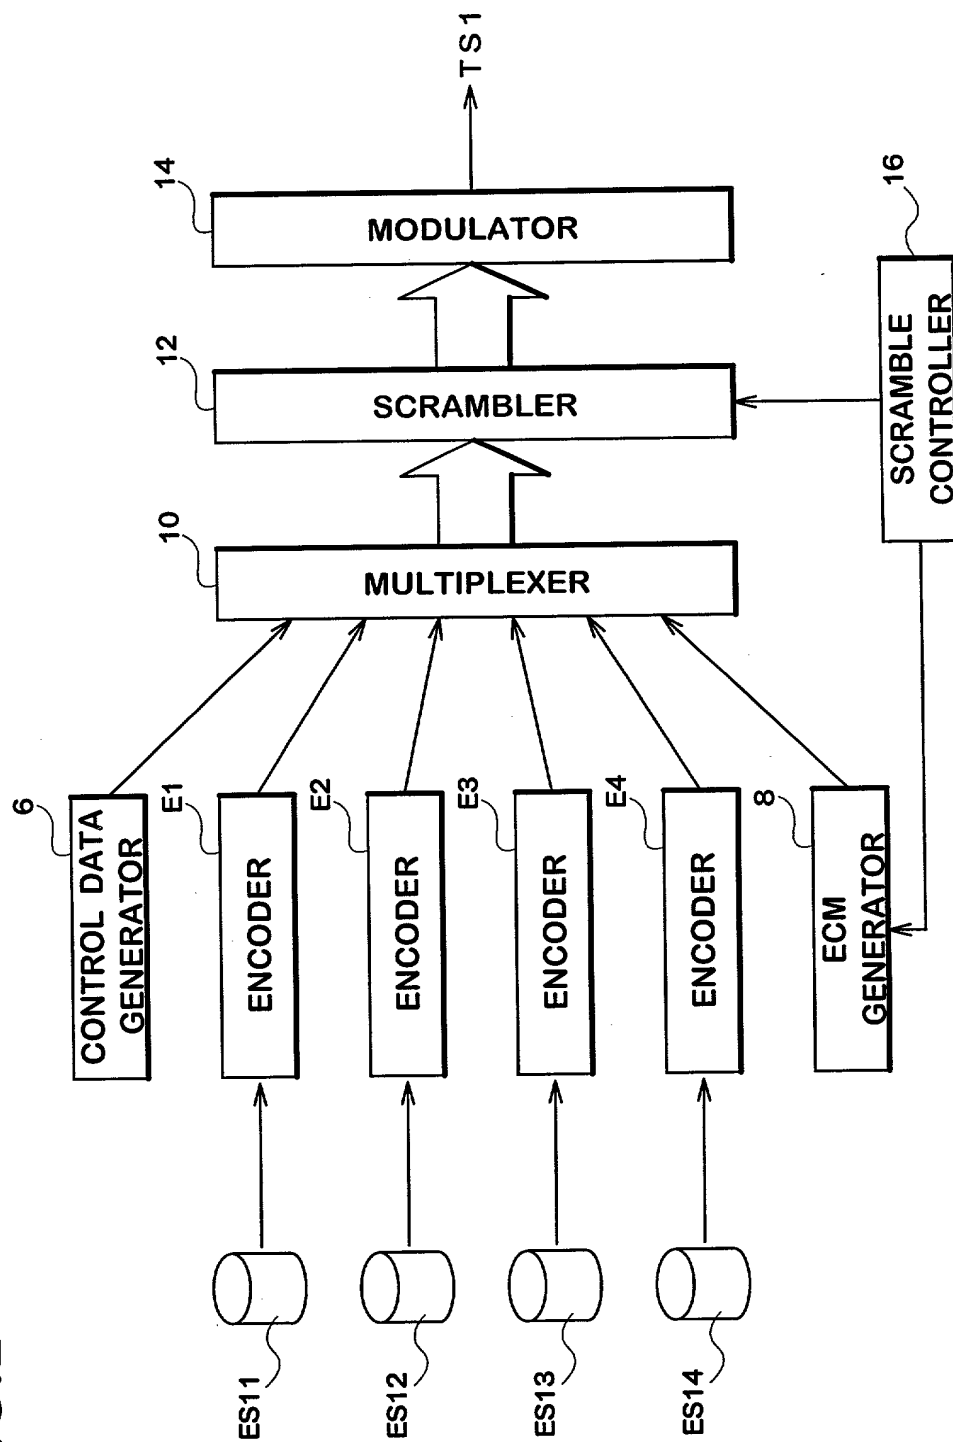 6
CONTROL DATA
GENERATOR
ES11
E1
ENCODER
ES12
E2
ENCODER
ES13
E3
ENCODER
ES14
E4
ENCODER
8
ECM
GENERATOR
10
MULTIPLEXER
12
SCRAMBLER
14
MODULATOR
TS1
16
SCRAMBLE
CONTROLLER